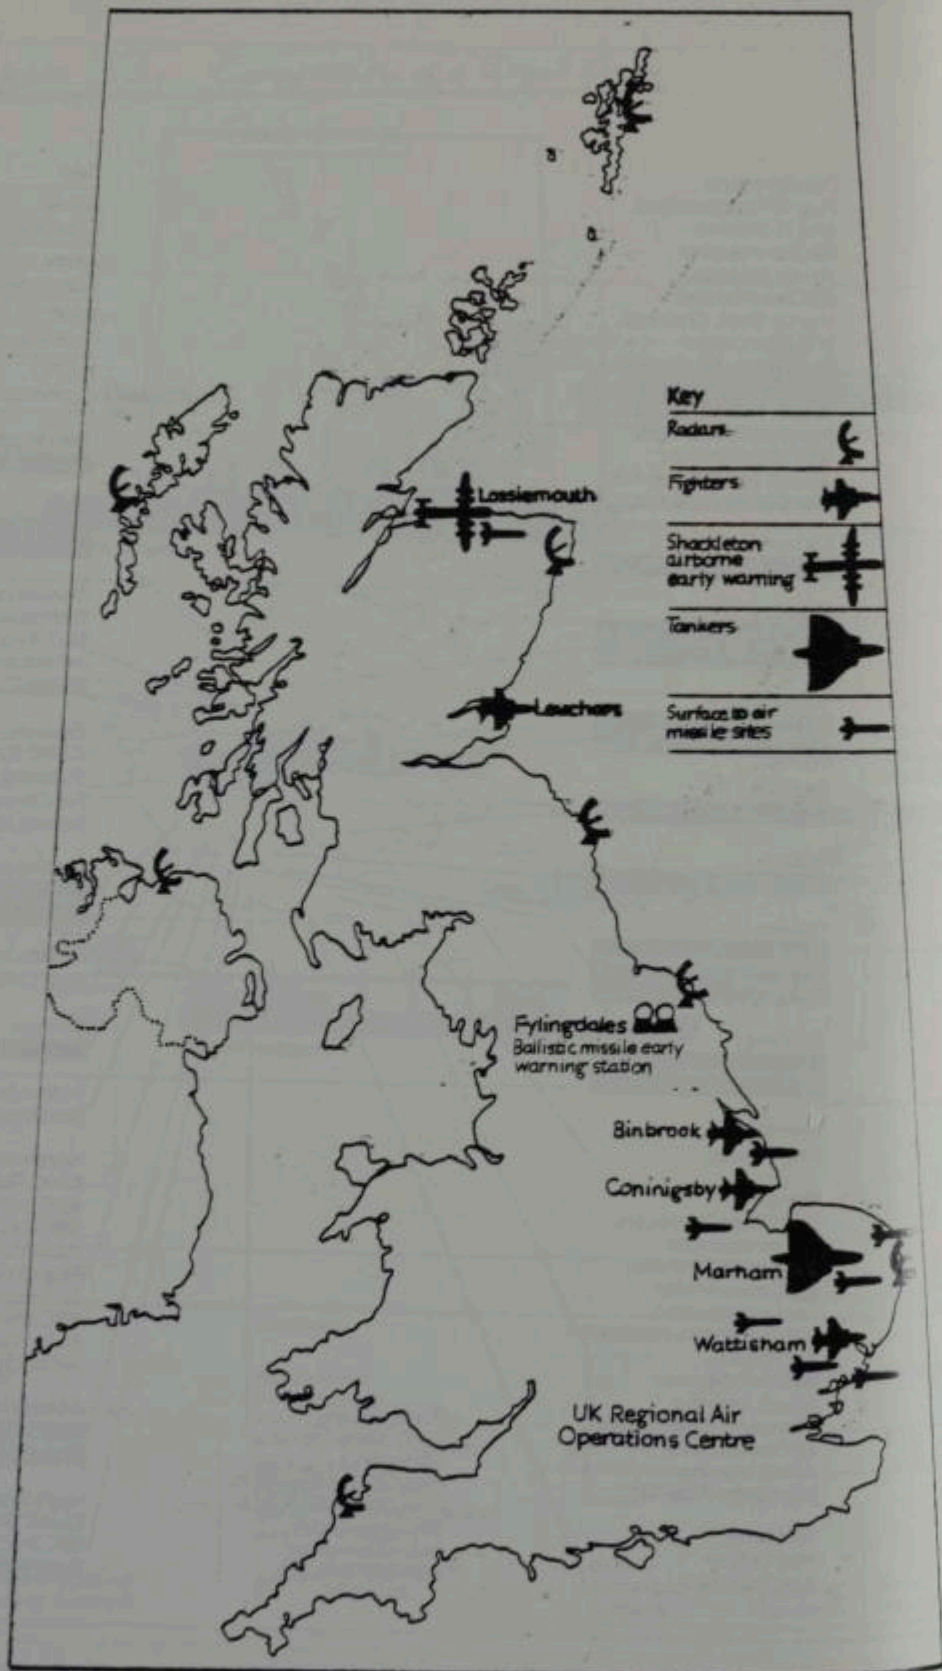 Key
Radars
Fighters
Shackleton
airborne
early warning
Tankers
Surface to air
missile sites
Lossiemouth
Leuchars
Fylingdales
Ballistic missile early
warning station
Binbrook
Coninigsby
Marham
Wattisham
UK Regional Air
Operations Centre